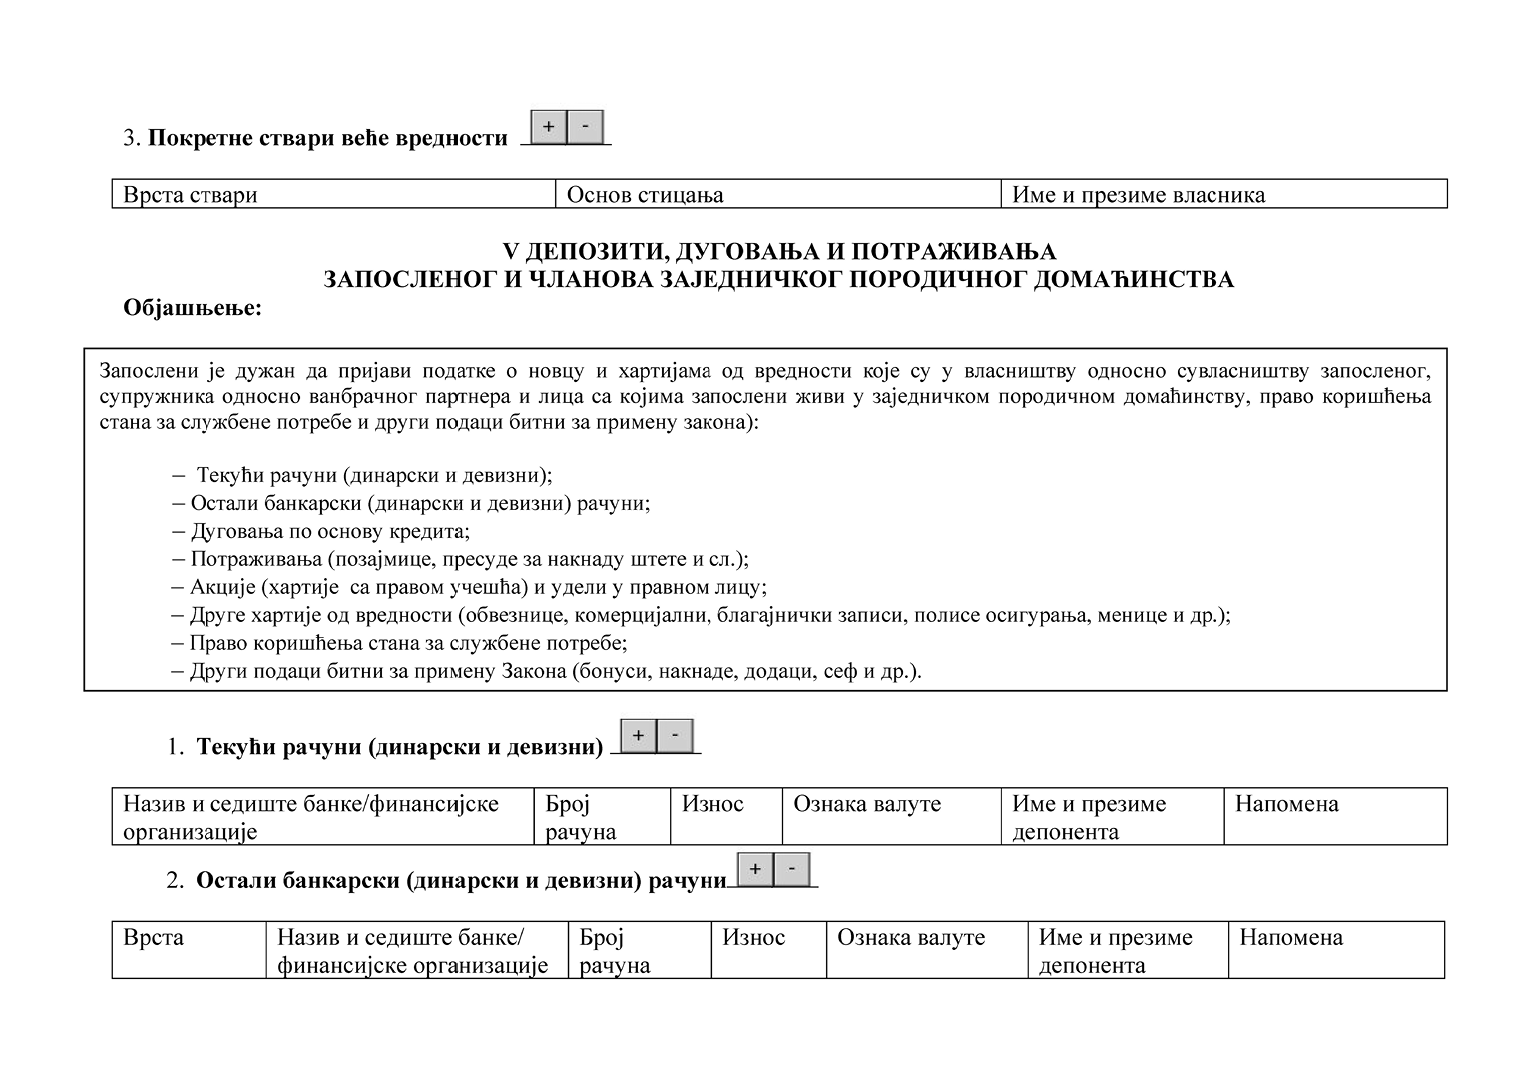 3. Покретне ствари веће вредности + -
Врста ствари Основ стицања Име и презиме власника
V ДЕПОЗИТИ, ДУГОВАЊА И ПОТРАЖИВАЊА
ЗАПОСЛЕНОГ И ЧЛАНОВА ЗАЈЕДНИЧКОГ ПОРОДИЧНОГ ДОМАЋИНСТВА
Објашњење:
Запослени је дужан да пријави податке о новцу и хартијама од вредности које су у власништву односно сувласништву запосленог,
супружника односно ванбрачног партнера и лица са којима запослени живи у заједничком породичном домаћинству, право коришћења
стана за службене потребе и други подаци битни за примену закона):
– Текући рачуни (динарски и девизни);
– Остали банкарски (динарски и девизни) рачуни;
– Дуговања по основу кредита;
– Потраживања (позајмице, пресуде за накнаду штете и сл.);
– Акције (хартије са правом учешћа) и удели у правном лицу;
– Друге хартије од вредности (обвезнице, комерцијални, благајнички записи, полисе осигурања, менице и др.);
– Право коришћења стана за службене потребе;
– Други подаци битни за примену Закона (бонуси, накнаде, додаци, сеф и др.).
1. Текући рачуни (динарски и девизни) + -
Назив и седиште банке/финансијске Број Износ Ознака валуте Име и презиме Напомена
организације рачуна депонента
2. Остали банкарски (динарски и девизни) рачуни + -
Врста Назив и седиште банке/ Број Износ Ознака валуте Име и презиме Напомена
финансијске организације рачуна депонента